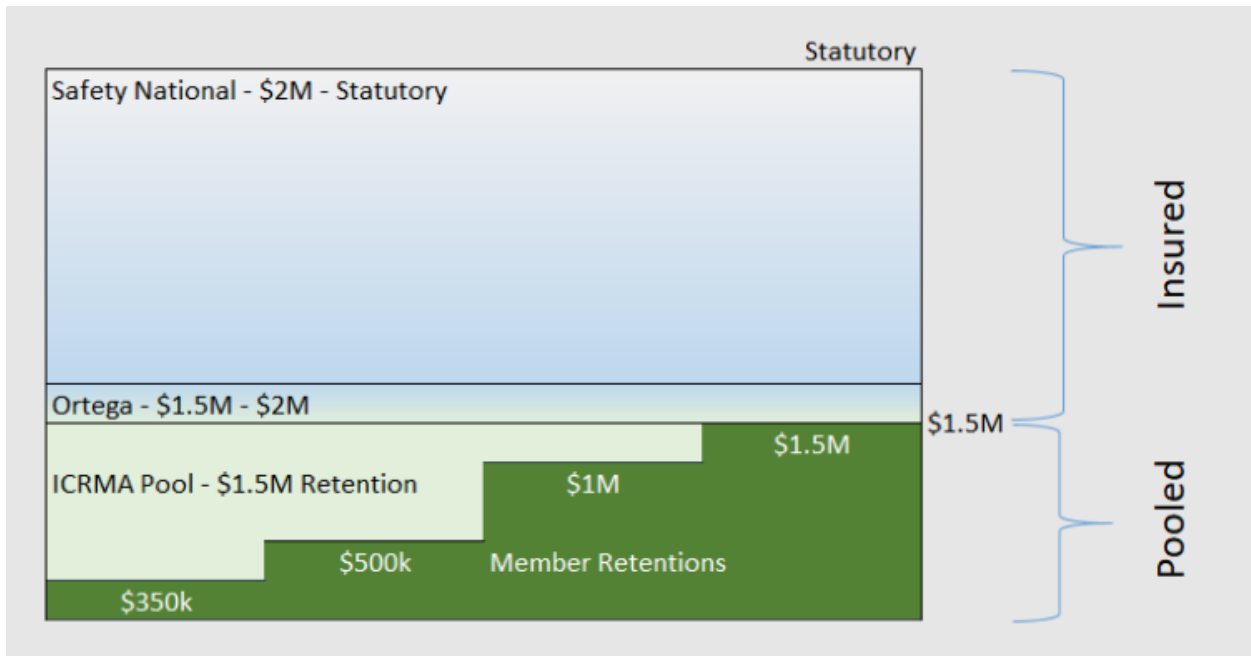 Statutory
Safety National - $2M - Statutory
Insured
Ortega - $1.5M - $2M
$1.5M
$1.5M
ICRMA Pool - $1.5M Retention
$1M
Pooled
$500k
Member Retentions
$350k